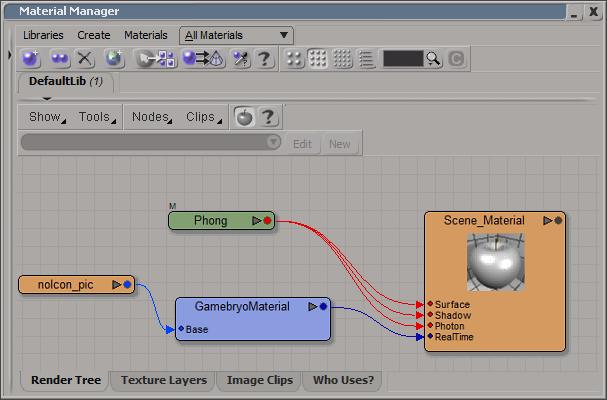 Material Manager
Libraries Create Materials All Materials
DefaultLib (1)
Show Tools Nodes Clips ?
Edit New
M
Phong
Scene_Material
noIcon_pic
GamebryoMaterial
Base
Surface
Shadow
Photon
RealTime
Render Tree Texture Layers Image Clips Who Uses?